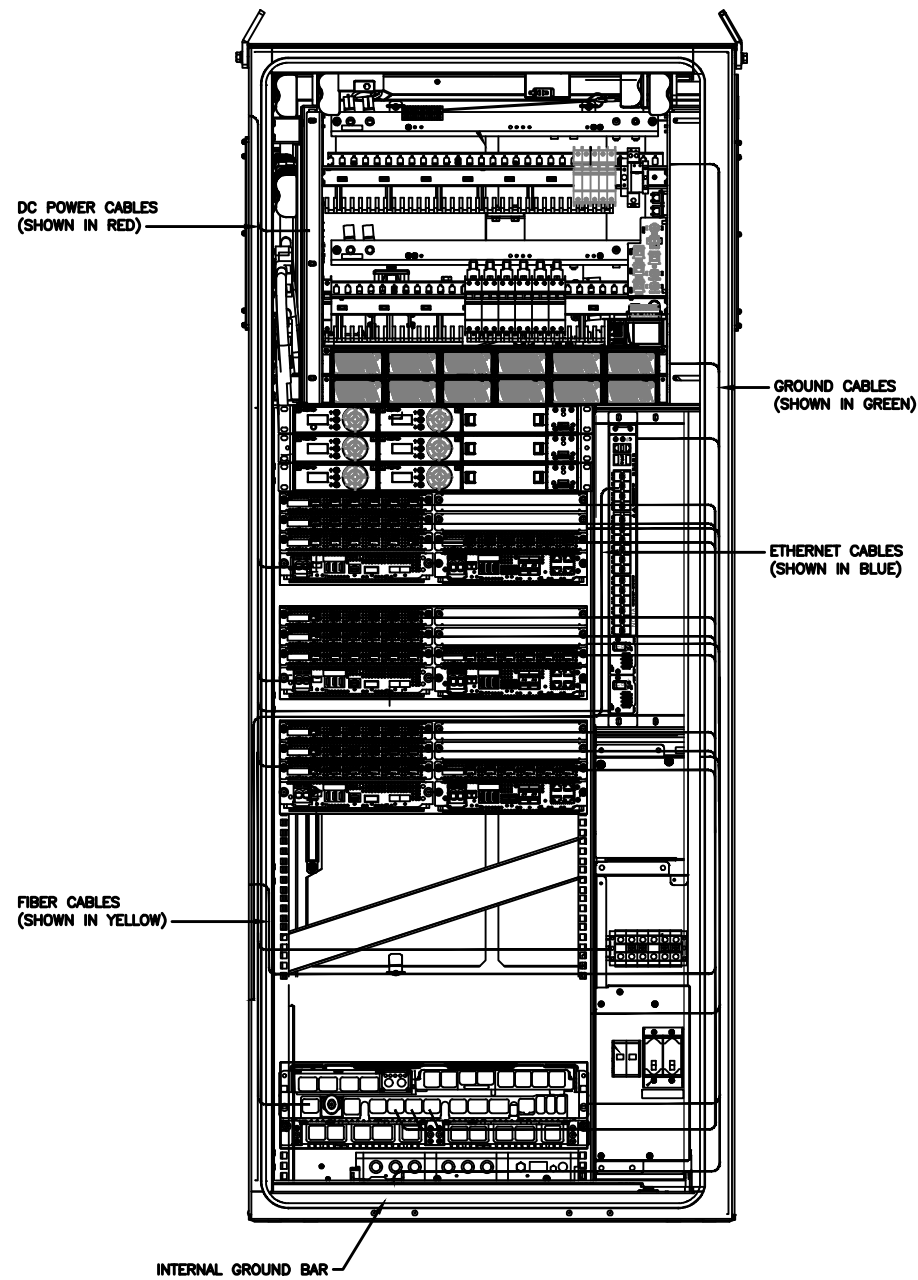 DC POWER CABLES
(SHOWN IN RED)
GROUND CABLES
(SHOWN IN GREEN)
ETHERNET CABLES
(SHOWN IN BLUE)
FIBER CABLES
(SHOWN IN YELLOW)
INTERNAL GROUND BAR